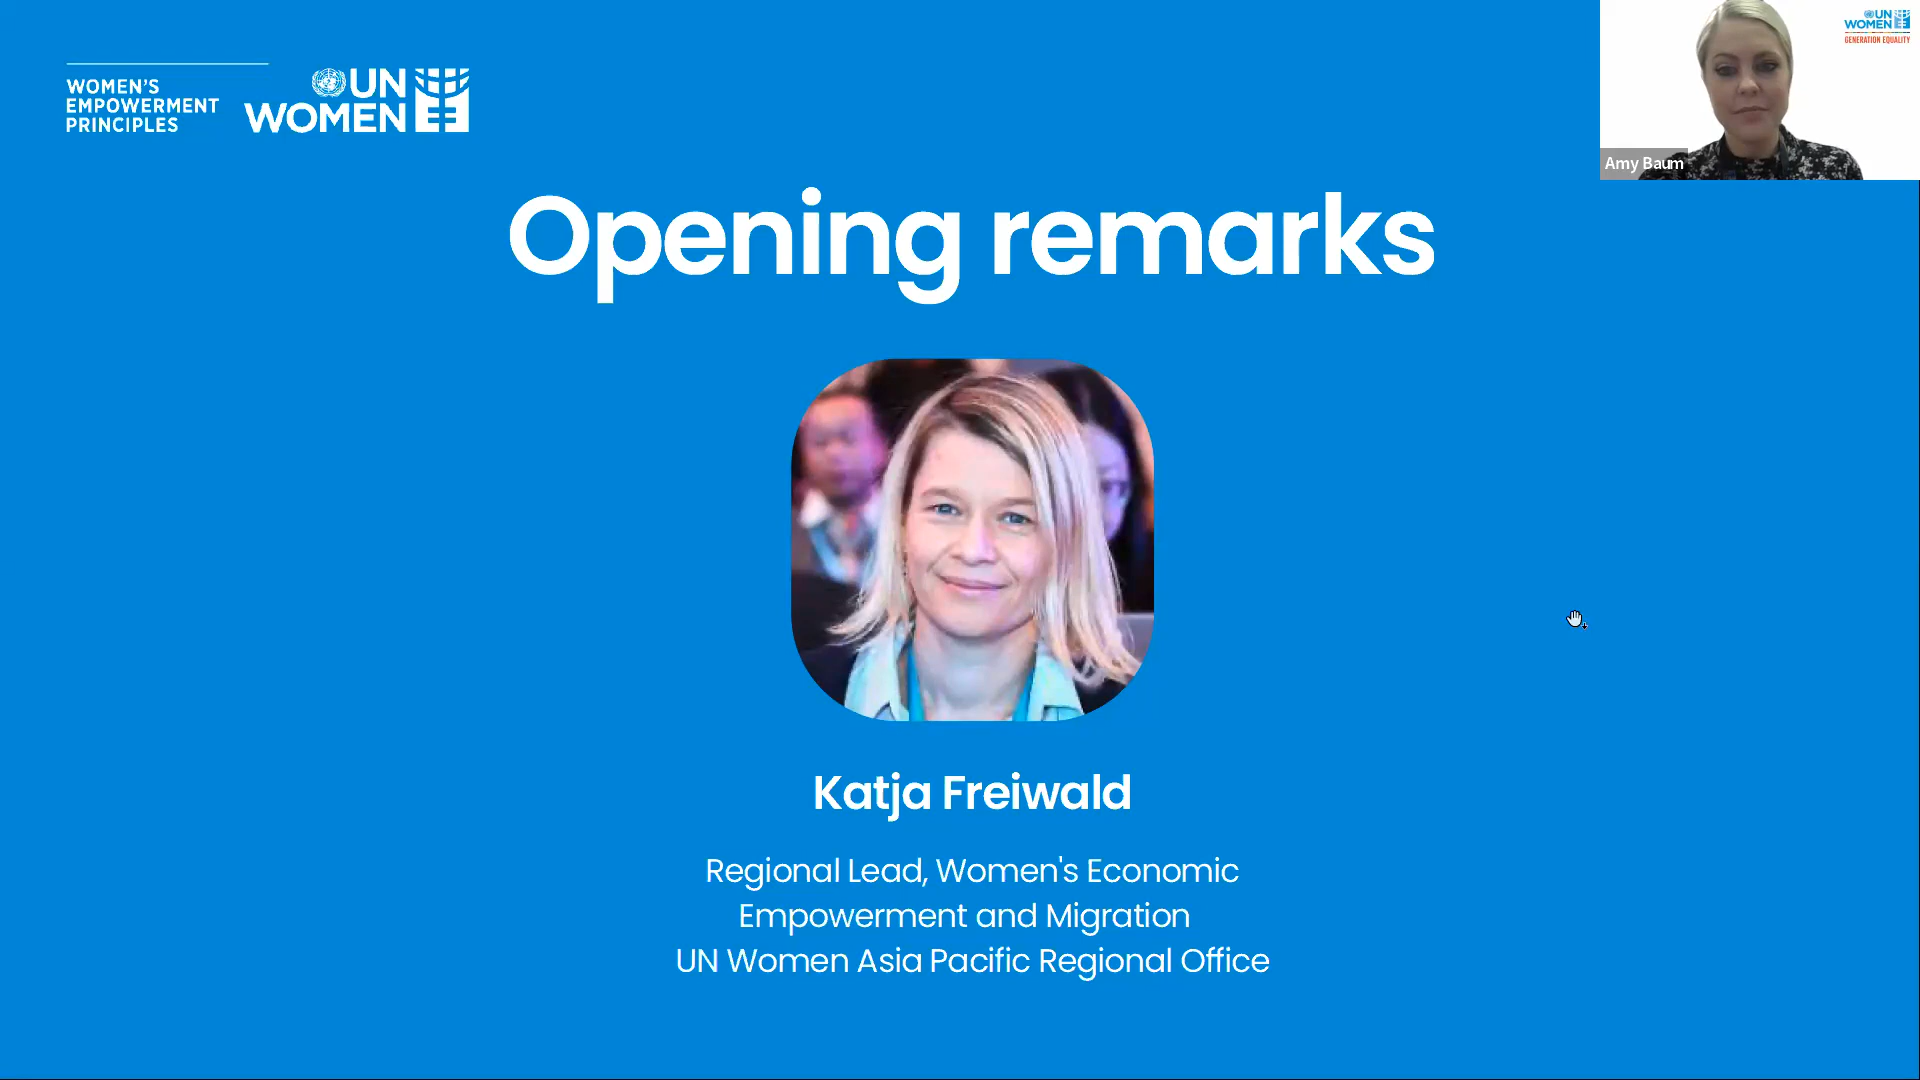 WOMEN'S
EMPOWERMENT
PRINCIPLES
UN
WOMEN
UN
WOMEN
GENERATION EQUALITY
Amy Baum
Opening remarks
Katja Freiwald
Regional Lead, Women's Economic
Empowerment and Migration
UN Women Asia Pacific Regional Office